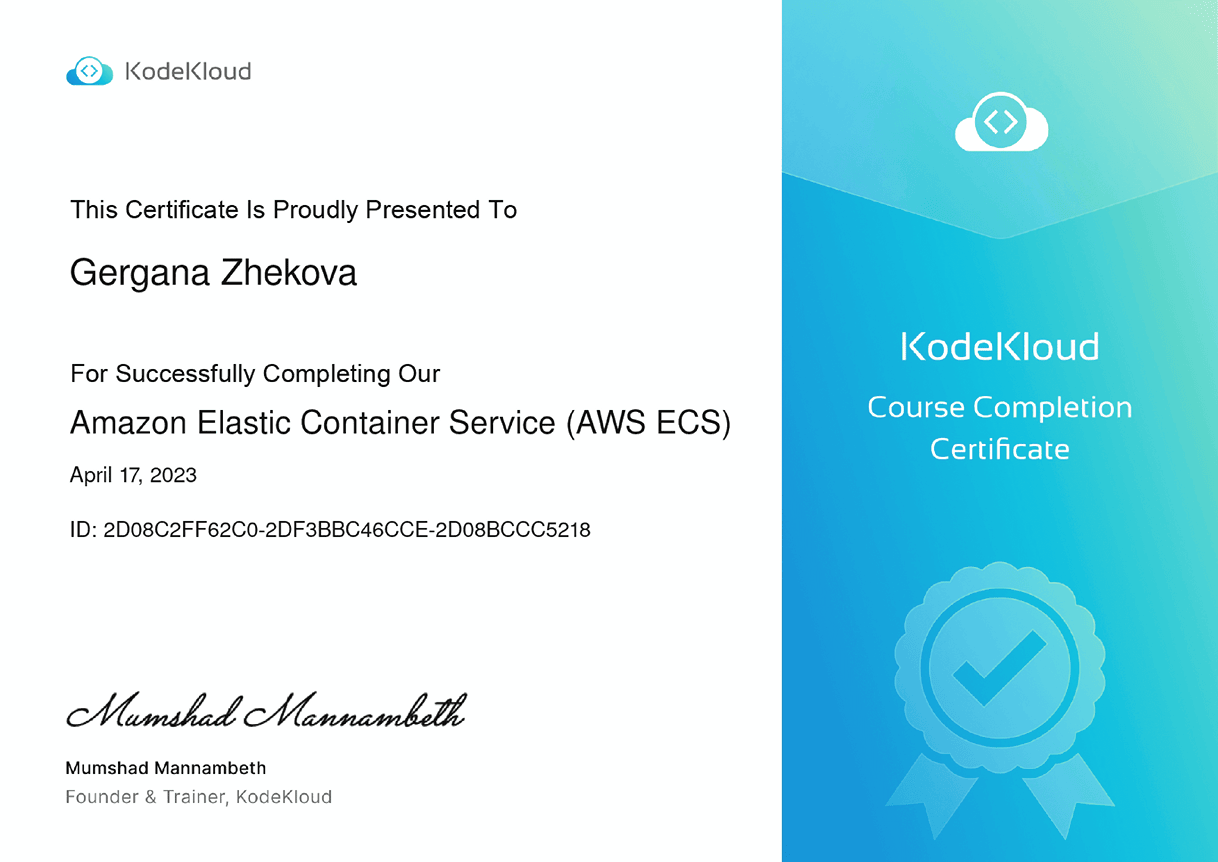 KodeKloud
This Certificate Is Proudly Presented To
Gergana Zhekova
For Successfully Completing Our
Amazon Elastic Container Service (AWS ECS)
April 17, 2023
ID: 2D08C2FF62C0-2DF3BBC46CCE-2D08BCCC5218
Mumshad Mannambeth
Mumshad Mannambeth
Founder & Trainer, KodeKloud
KodeKloud
Course Completion
Certificate